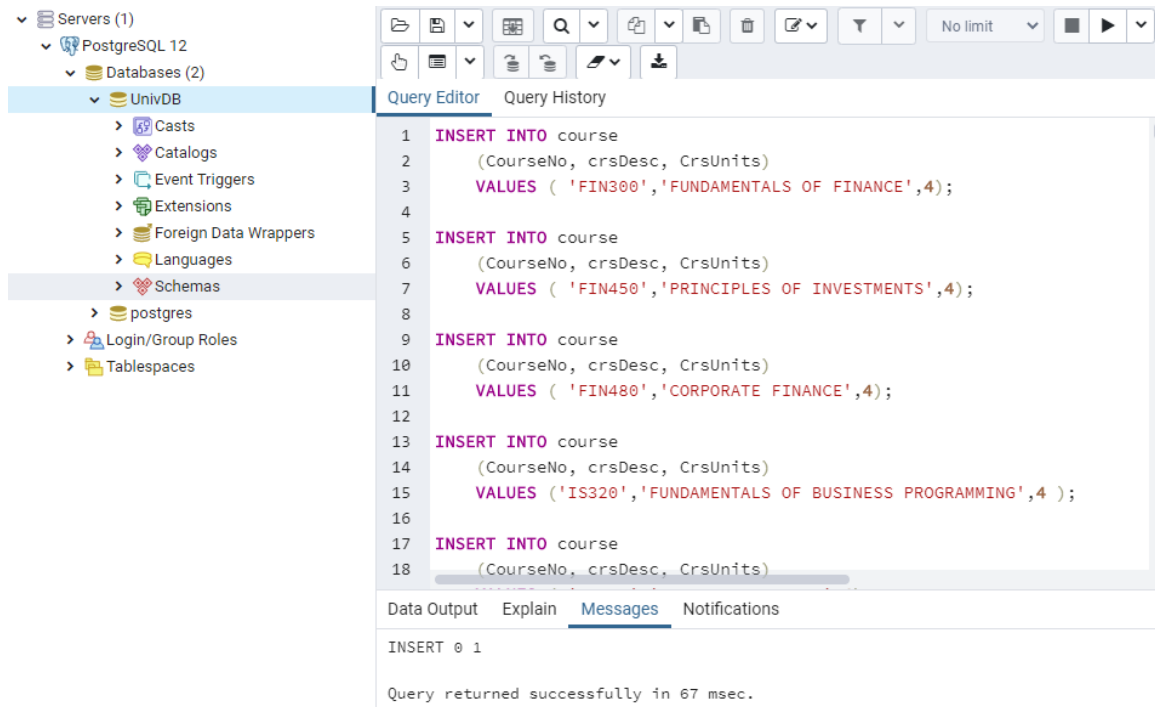 Servers (1)
PostgreSQL 12
Databases (2)
UnivDB
Casts
Catalogs
Event Triggers
Extensions
Foreign Data Wrappers
Languages
Schemas
postgres
Login/Group Roles
Tablespaces
No limit
Query Editor Query History
1 INSERT INTO course
2 (CourseNo, crsDesc, CrsUnits)
3 VALUES ( 'FIN300','FUNDAMENTALS OF FINANCE',4);
4
5 INSERT INTO course
6 (CourseNo, crsDesc, CrsUnits)
7 VALUES ( 'FIN450','PRINCIPLES OF INVESTMENTS',4);
8
9 INSERT INTO course
10 (CourseNo, crsDesc, CrsUnits)
11 VALUES ( 'FIN480','CORPORATE FINANCE',4);
12
13 INSERT INTO course
14 (CourseNo, crsDesc, CrsUnits)
15 VALUES ('IS320','FUNDAMENTALS OF BUSINESS PROGRAMMING',4 );
16
17 INSERT INTO course
18 (CourseNo, crsDesc, CrsUnits)
Data Output Explain Messages Notifications
INSERT 0 1
Query returned successfully in 67 msec.